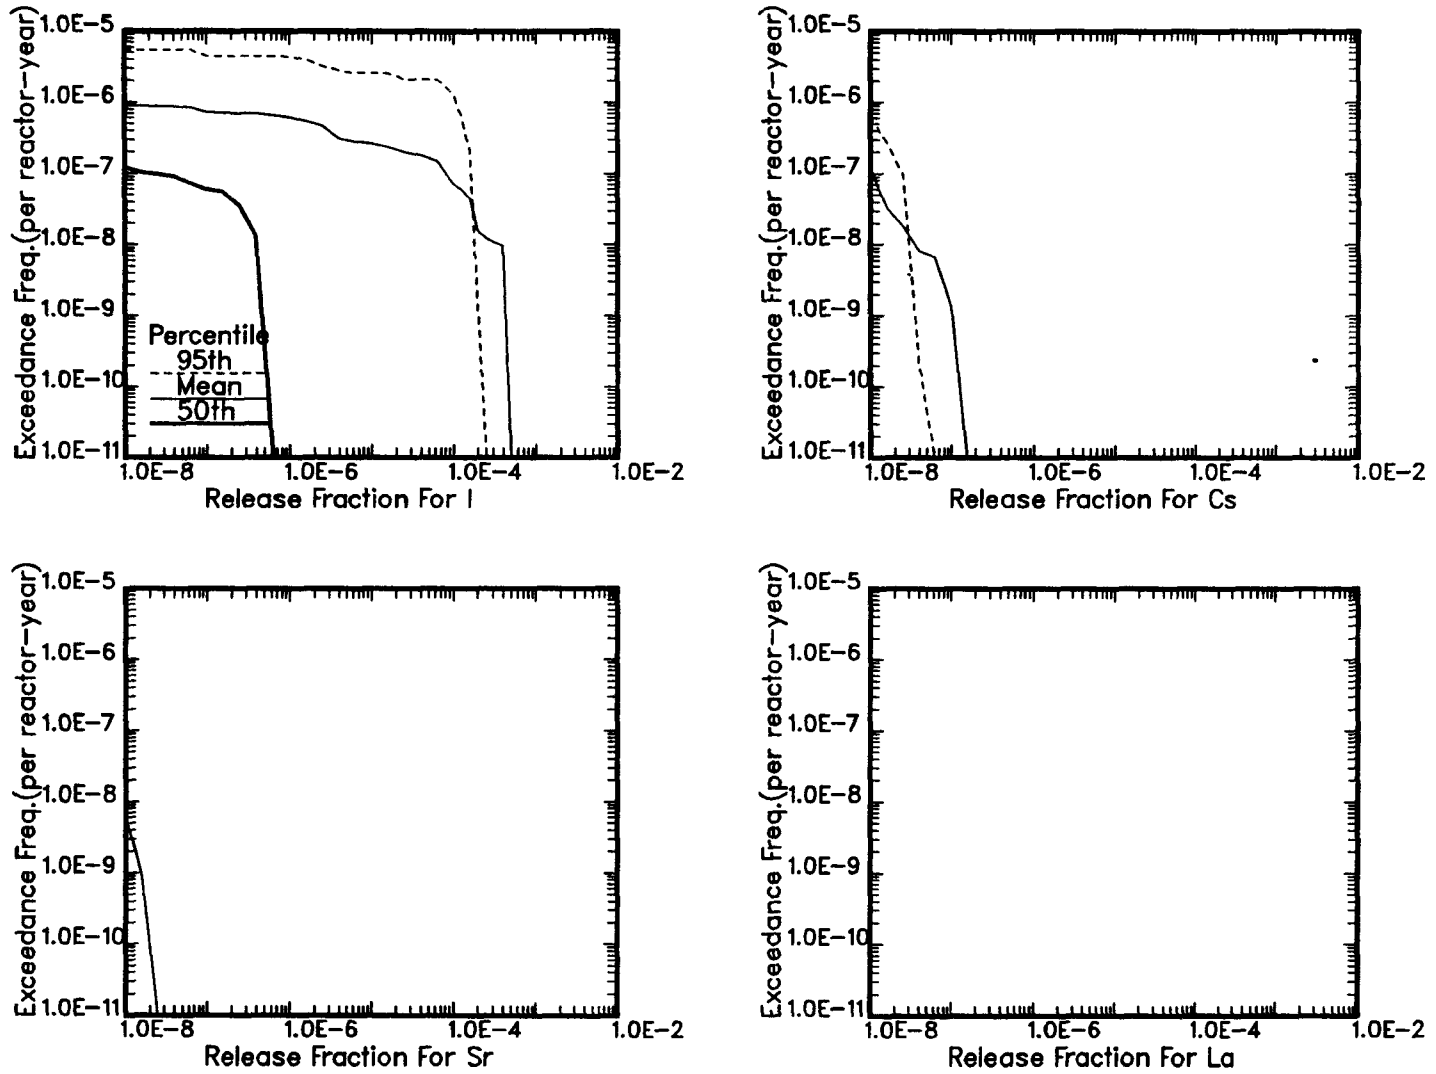 Exceedance Freq.(per reactor-year)
1.0E-5
1.0E-6
1.0E-7
1.0E-8
1.0E-9
1.0E-10
1.0E-11
Percentile
95th
Mean
50th
1.0E-8 1.0E-6 1.0E-4 1.0E-2
Release Fraction For I
Exceedance Freq.(per reactor-year)
1.0E-5
1.0E-6
1.0E-7
1.0E-8
1.0E-9
1.0E-10
1.0E-11
1.0E-8 1.0E-6 1.0E-4 1.0E-2
Release Fraction For Cs
Exceedance Freq.(per reactor-year)
1.0E-5
1.0E-6
1.0E-7
1.0E-8
1.0E-9
1.0E-10
1.0E-11
1.0E-8 1.0E-6 1.0E-4 1.0E-2
Release Fraction For Sr
Exceedance Freq.(per reactor-year)
1.0E-5
1.0E-6
1.0E-7
1.0E-8
1.0E-9
1.0E-10
1.0E-11
1.0E-8 1.0E-6 1.0E-4 1.0E-2
Release Fraction For La